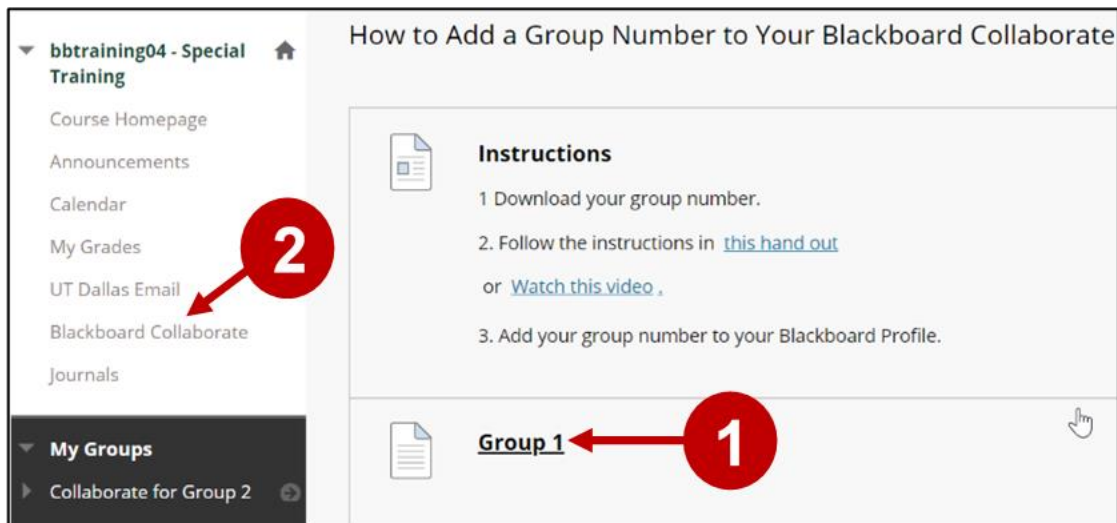 bbtraining04 - Special
Training
Course Homepage
Announcements
Calendar
My Grades
UT Dallas Email
Blackboard Collaborate
Journals
2
My Groups
Collaborate for Group 2
How to Add a Group Number to Your Blackboard Collaborate
Instructions
1 Download your group number.
2. Follow the instructions in this hand out
or Watch this video .
3. Add your group number to your Blackboard Profile.
Group 1
1